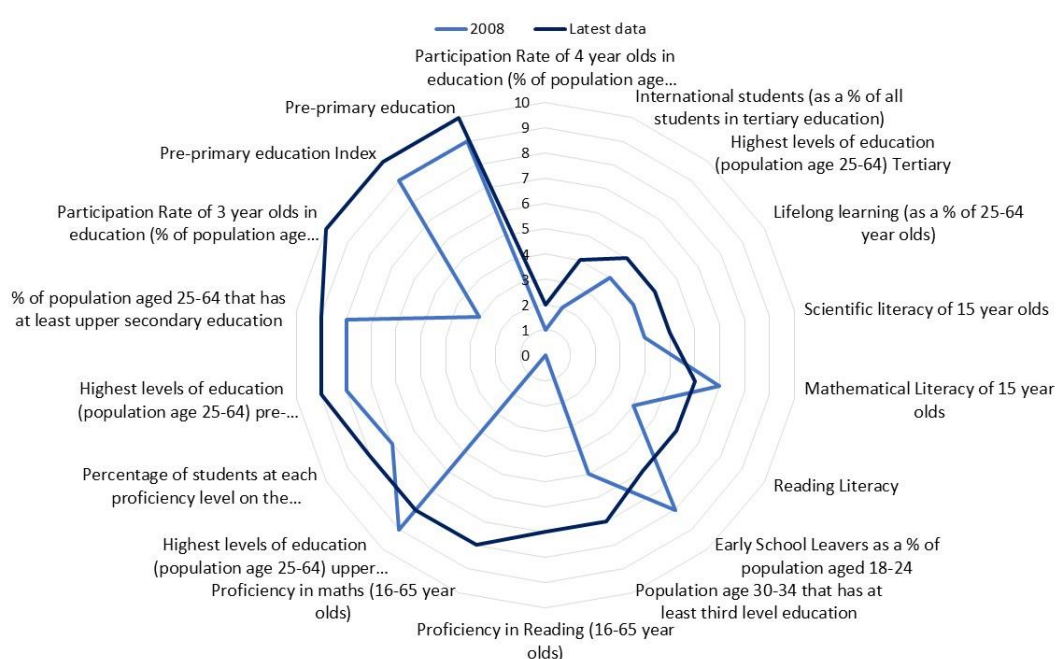 2008 Latest data
Participation Rate of 4 year olds in
education (% of population age...
International students (as a % of all
students in tertiary education)
Highest levels of education
(population age 25-64) Tertiary
Lifelong learning (as a % of 25-64
year olds)
Scientific literacy of 15 year olds
Mathematical Literacy of 15 year
olds
Reading Literacy
Early School Leavers as a % of
population aged 18-24
Population age 30-34 that has at
least third level education
Proficiency in Reading (16-65 year
olds)
Proficiency in maths (16-65 year
olds)
Highest levels of education
(population age 25-64) upper...
Percentage of students at each
proficiency level on the...
Highest levels of education
(population age 25-64) pre-...
% of population aged 25-64 that has
at least upper secondary education
Participation Rate of 3 year olds in
education (% of population age...
Pre-primary education Index
Pre-primary education
10
9
8
7
6
5
4
3
2
1
0